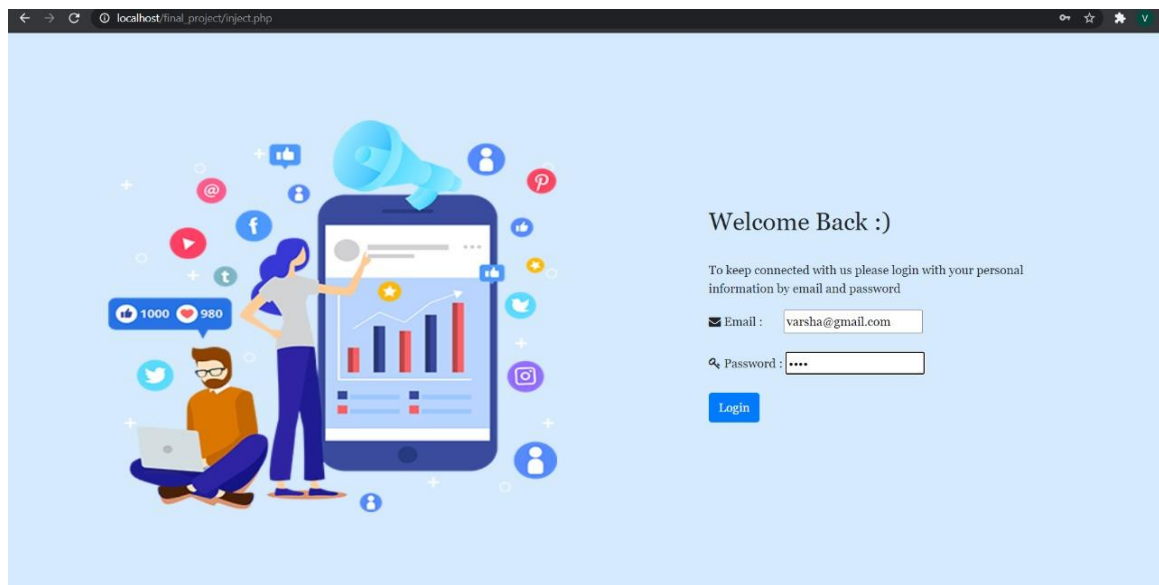 localhost/final_project/inject.php
V
@
f
t
1000 980
Welcome Back :)
To keep connected with us please login with your personal
information by email and password
Email : varsha@gmail.com
Password : ••••
Login